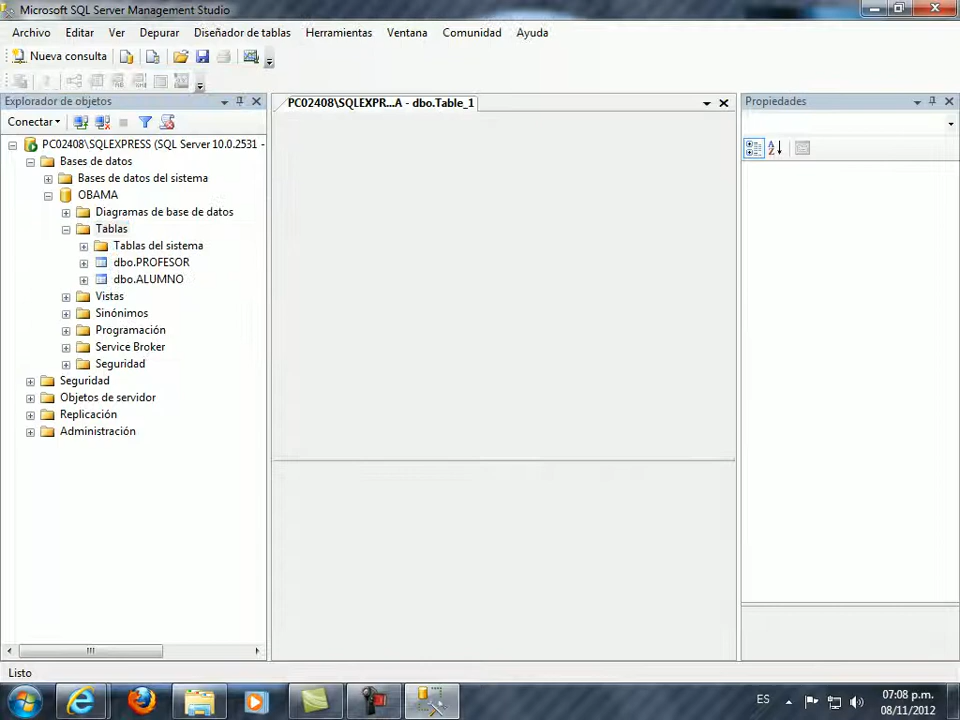 Microsoft SQL Server Management Studio
Archivo Editar Ver Depurar Diseñador de tablas Herramientas Ventana Comunidad Ayuda
Nueva consulta
Explorador de objetos
Conectar
PC02408\SQLEXPRESS (SQL Server 10.0.2531 -
Bases de datos
Bases de datos del sistema
OBAMA
Diagramas de base de datos
Tablas
Tablas del sistema
dbo.PROFESOR
dbo.ALUMNO
Vistas
Sinónimos
Programación
Service Broker
Seguridad
Seguridad
Objetos de servidor
Replicación
Administración
PC02408\SQLEXPR...A - dbo.Table_1
Propiedades
Listo
ES
07:08 p.m.
08/11/2012